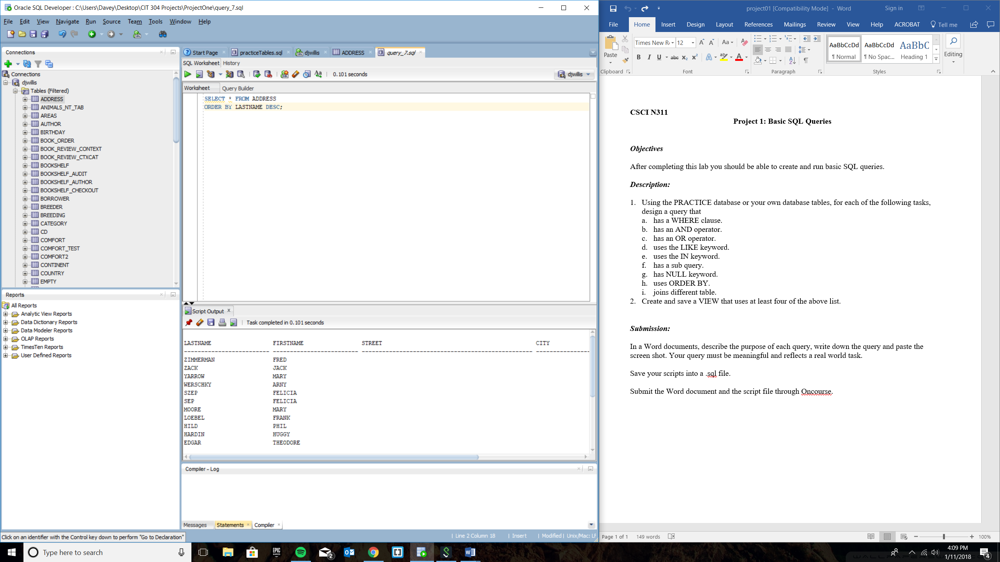 Oracle SQL Developer : C:\Users\Davey\Desktop\CIT 304 Projects\ProjectOne\query_7.sql
File Edit View Navigate Run Source Team Tools Window Help
Connections
Connections
djwillis
Tables (Filtered)
ADDRESS
ANIMALS_NT_TAB
AREAS
AUTHOR
BIRTHDAY
BOOK_ORDER
BOOK_REVIEW_CONTEXT
BOOK_REVIEW_CTXCAT
BOOKSHELF
BOOKSHELF_AUDIT
BOOKSHELF_AUTHOR
BOOKSHELF_CHECKOUT
BORROWER
BREEDER
BREEDING
CATEGORY
CD
COMFORT
COMFORT_TEST
COMFORT2
CONTINENT
COUNTRY
EMPTY
Reports
All Reports
Analytic View Reports
Data Dictionary Reports
Data Modeler Reports
OLAP Reports
TimesTen Reports
User Defined Reports
Start Page practiceTables.sql djwillis ADDRESS query_7.sql
SQL Worksheet History
0.101 seconds djwillis
Worksheet Query Builder
SELECT * FROM ADDRESS
ORDER BY LASTNAME DESC;
Script Output
Task completed in 0.101 seconds
LASTNAME FIRSTNAME STREET CITY
ZIMMERMAN FRED
ZACK JACK
YARROW MARY
WERSCHKY ARNY
SZEP FELICIA
SEP FELICIA
MOORE MARY
LOEBEL FRANK
HILD PHIL
HARDIN HUGGY
EDGAR THEODORE
Compiler - Log
Messages Statements Compiler
Click on an identifier with the Control key down to perform "Go to Declaration"
Line 2 Column 18 Insert Modified Unix/Mac: LF
project01 [Compatibility Mode] - Word Sign in
File Home Insert Design Layout References Mailings Review View Help ACROBAT Tell me
Paste
Times New R 12
AaBbCcDd AaBbCcDd AaBbC
¶ Normal ¶ No Spac... Heading 1
Editing
Clipboard Font Paragraph Styles
CSCI N311
Project 1: Basic SQL Queries
Objectives
After completing this lab you should be able to create and run basic SQL queries.
Description:
1. Using the PRACTICE database or your own database tables, for each of the following tasks,
design a query that
a. has a WHERE clause.
b. has an AND operator.
c. has an OR operator.
d. uses the LIKE keyword.
e. uses the IN keyword.
f. has a sub query.
g. has NULL keyword.
h. uses ORDER BY.
i. joins different table.
2. Create and save a VIEW that uses at least four of the above list.
Submission:
In a Word documents, describe the purpose of each query, write down the query and paste the
screen shot. Your query must be meaningful and reflects a real world task.
Save your scripts into a .sql file.
Submit the Word document and the script file through Oncourse.
Page 1 of 1 149 words 100%
Type here to search
EPIC GAMES
2
4:09 PM
1/11/2018
4